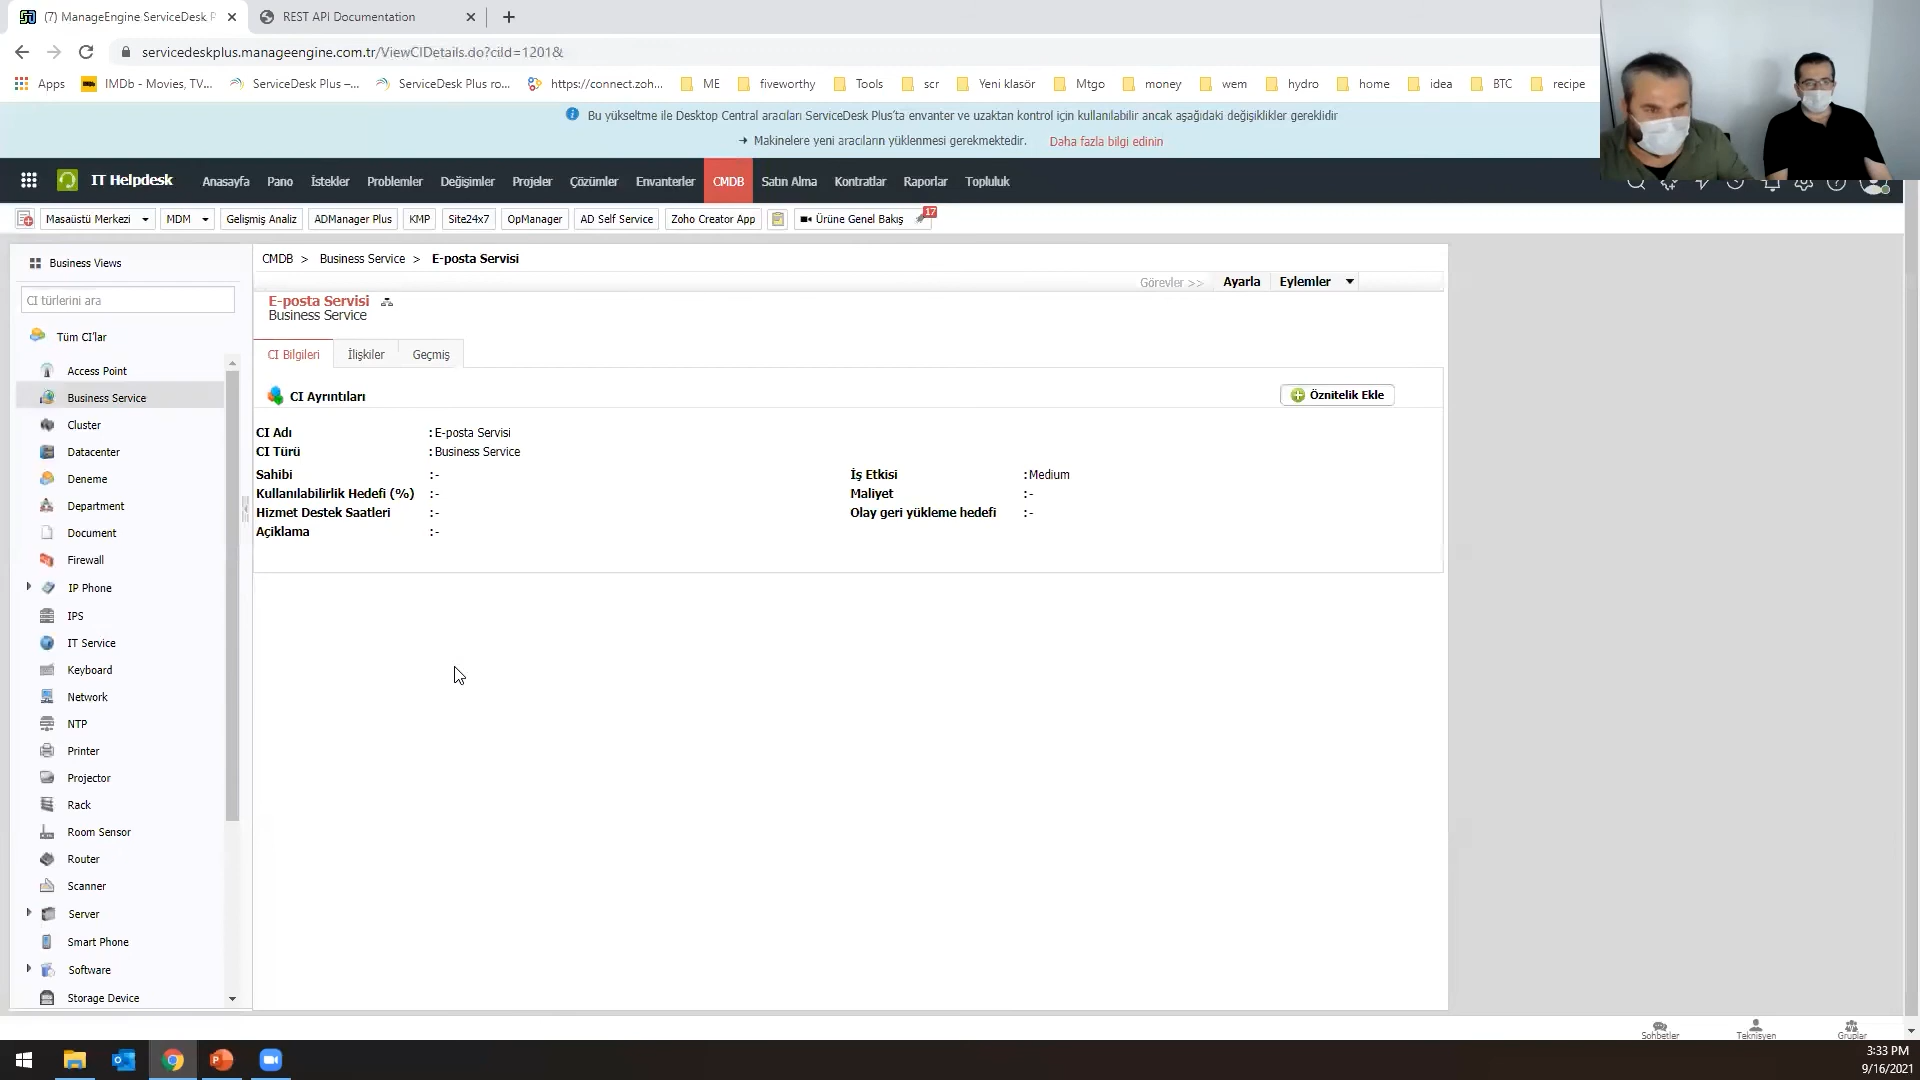 (7) ManageEngine ServiceDesk P
REST API Documentation
servicedeskplus.manageengine.com.tr/ViewCIDetails.do?ciId=1201&
Apps
IMDb - Movies, TV...
ServiceDesk Plus –...
ServiceDesk Plus ro...
https://connect.zoh...
ME
fiveworthy
Tools
scr
Yeni klasör
Mtgo
money
wem
hydro
home
idea
BTC
recipe
Bu yükseltme ile Desktop Central aracıları ServiceDesk Plus'ta envanter ve uzaktan kontrol için kullanılabilir ancak aşağıdaki değişiklikler gereklidir
→ Makinelere yeni aracıların yüklenmesi gerekmektedir. Daha fazla bilgi edinin
IT Helpdesk
Anasayfa
Pano
İstekler
Problemler
Değişimler
Projeler
Çözümler
Envanterler
CMDB
Satın Alma
Kontratlar
Raporlar
Topluluk
Masaüstü Merkezi
MDM
Gelişmiş Analiz
ADManager Plus
KMP
Site24x7
OpManager
AD Self Service
Zoho Creator App
Ürüne Genel Bakış
17
Business Views
CI türlerini ara
Tüm CI'lar
Access Point
Business Service
Cluster
Datacenter
Deneme
Department
Document
Firewall
IP Phone
IPS
IT Service
Keyboard
Network
NTP
Printer
Projector
Rack
Room Sensor
Router
Scanner
Server
Smart Phone
Software
Storage Device
CMDB > Business Service > E-posta Servisi
Görevler >>
Ayarla
Eylemler
E-posta Servisi
Business Service
CI Bilgileri
İlişkiler
Geçmiş
CI Ayrıntıları
Öznitelik Ekle
CI Adı : E-posta Servisi
CI Türü : Business Service
Sahibi : -
İş Etkisi : Medium
Kullanılabilirlik Hedefi (%) : -
Maliyet : -
Hizmet Destek Saatleri : -
Olay geri yükleme hedefi : -
Açıklama : -
Sohbetler
Teknisyen
Gruplar
3:33 PM
9/16/2021